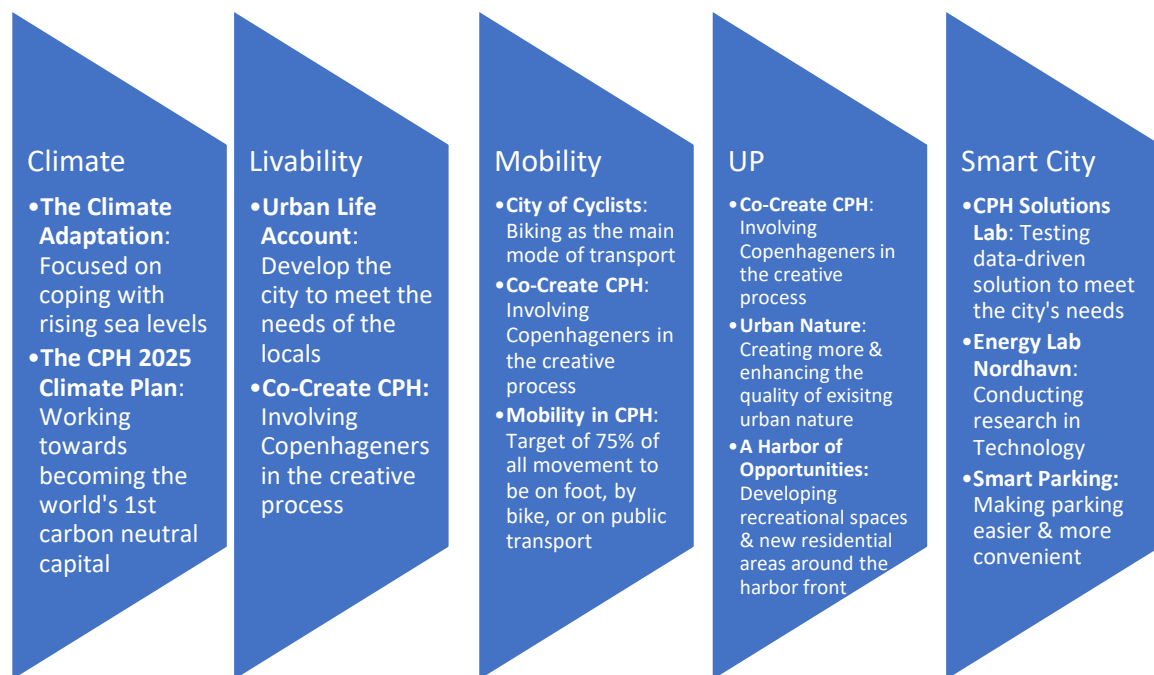 Climate
•The Climate
Adaptation:
Focused on
coping with
rising sea levels
•The CPH 2025
Climate Plan:
Working
towards
becoming the
world's 1st
carbon neutral
capital
Livability
•Urban Life
Account:
Develop the
city to meet the
needs of the
locals
•Co-Create CPH:
Involving
Copenhageners
in the creative
process
Mobility
•City of Cyclists:
Biking as the main
mode of transport
•Co-Create CPH:
Involving
Copenhageners in
the creative
process
•Mobility in CPH:
Target of 75% of
all movement to
be on foot, by
bike, or on public
transport
UP
•Co-Create CPH:
Involving
Copenhageners in
the creative
process
•Urban Nature:
Creating more &
enhancing the
quality of exisitng
urban nature
•A Harbor of
Opportunities:
Developing
recreational spaces
& new residential
areas around the
harbor front
Smart City
•CPH Solutions
Lab: Testing
data-driven
solution to meet
the city's needs
•Energy Lab
Nordhavn:
Conducting
research in
Technology
•Smart Parking:
Making parking
easier & more
convenient